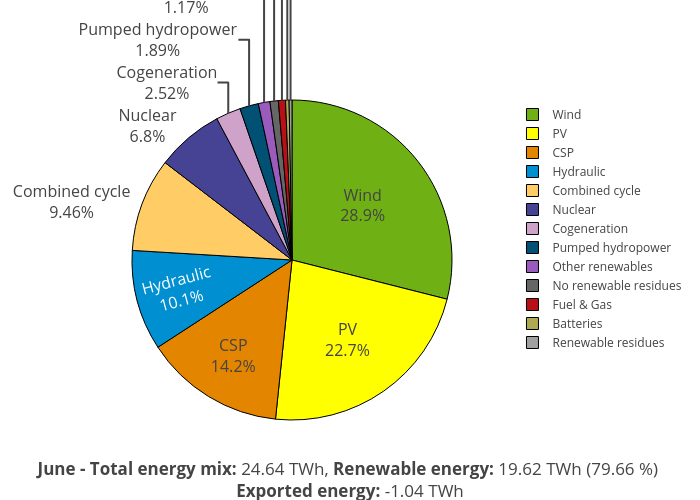 1.17%
Pumped hydropower
1.89%
Cogeneration
2.52%
Nuclear
6.8%
Combined cycle
9.46%
Hydraulic
10.1%
CSP
14.2%
PV
22.7%
Wind
28.9%
Wind
PV
CSP
Hydraulic
Combined cycle
Nuclear
Cogeneration
Pumped hydropower
Other renewables
No renewable residues
Fuel & Gas
Batteries
Renewable residues
June - Total energy mix: 24.64 TWh, Renewable energy: 19.62 TWh (79.66 %)
Exported energy: -1.04 TWh